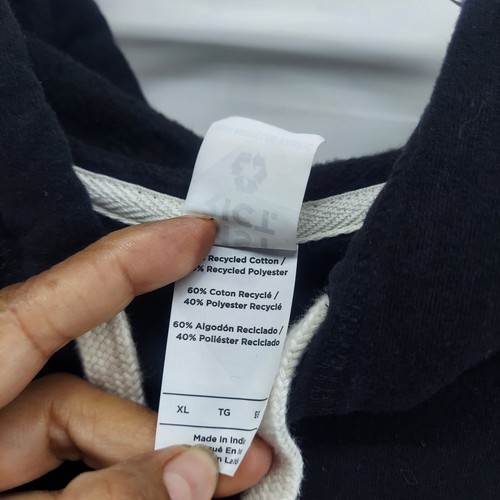 Recycled Cotton /
% Recycled Polyester
60% Coton Recyclé /
40% Polyester Recyclé
60% Algodón Reciclado /
40% Poliéster Reciclado
XL TG
Made In
En